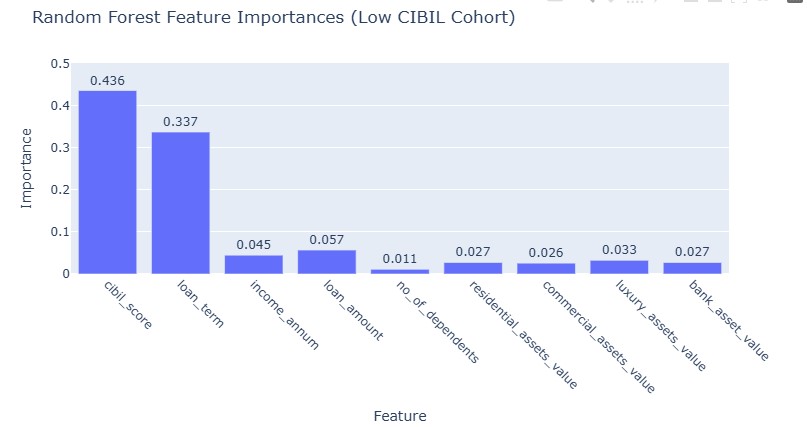 Random Forest Feature Importances (Low CIBIL Cohort)
0.5
0.4
0.3
0.2
0.1
0
Importance
0.436
0.337
0.045
0.057
0.011
0.027
0.026
0.033
0.027
cibil_score
loan_term
income_annum
loan_amount
no_of_dependents
residential_assets_value
commercial_assets_value
luxury_assets_value
bank_asset_value
Feature